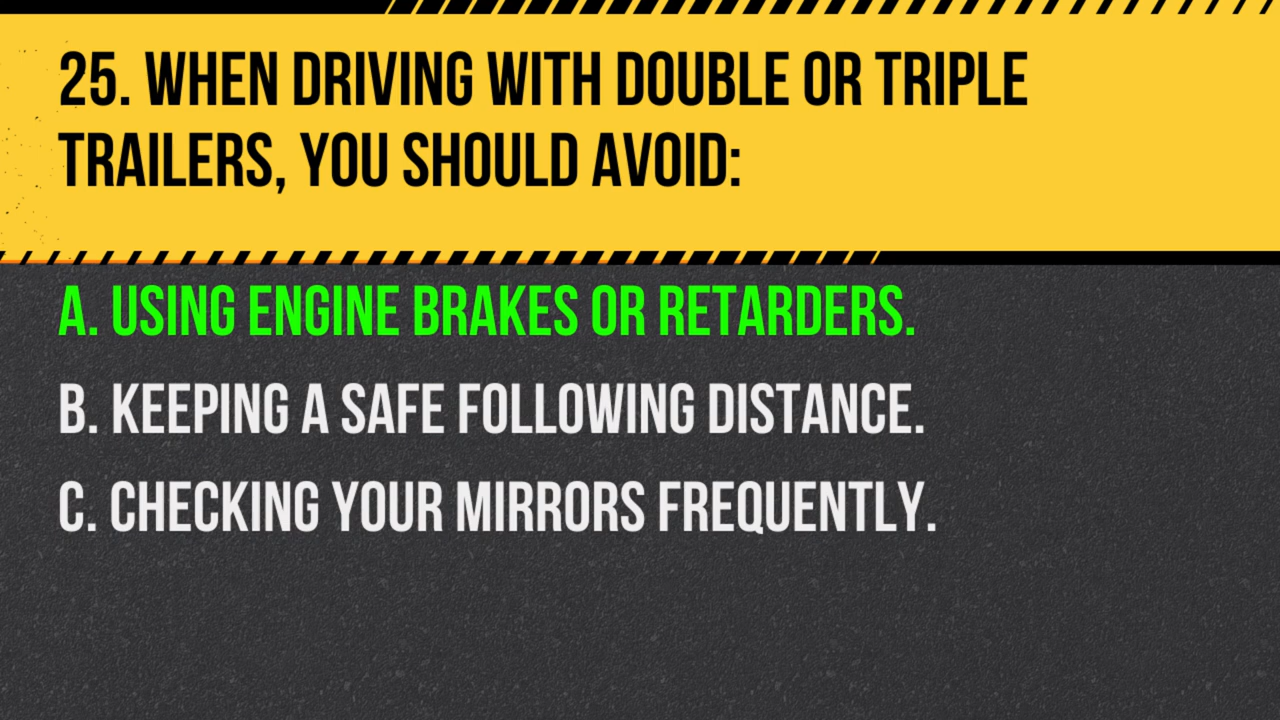 25. WHEN DRIVING WITH DOUBLE OR TRIPLE
TRAILERS, YOU SHOULD AVOID:
A. USING ENGINE BRAKES OR RETARDERS.
B. KEEPING A SAFE FOLLOWING DISTANCE.
C. CHECKING YOUR MIRRORS FREQUENTLY.